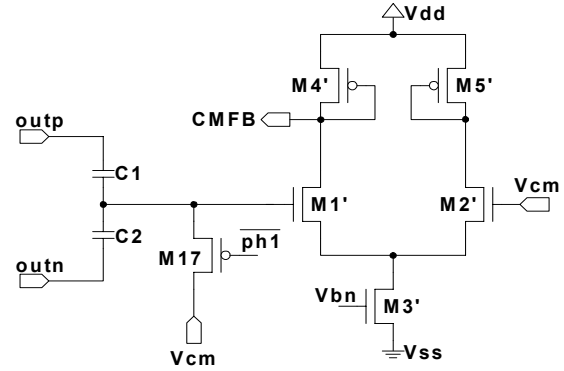 Vdd
M4'
M5'
CMFB
outp
C1
M1'
M2'
Vcm
C2
M17
ph1
outn
Vbn
M3'
Vcm
Vss